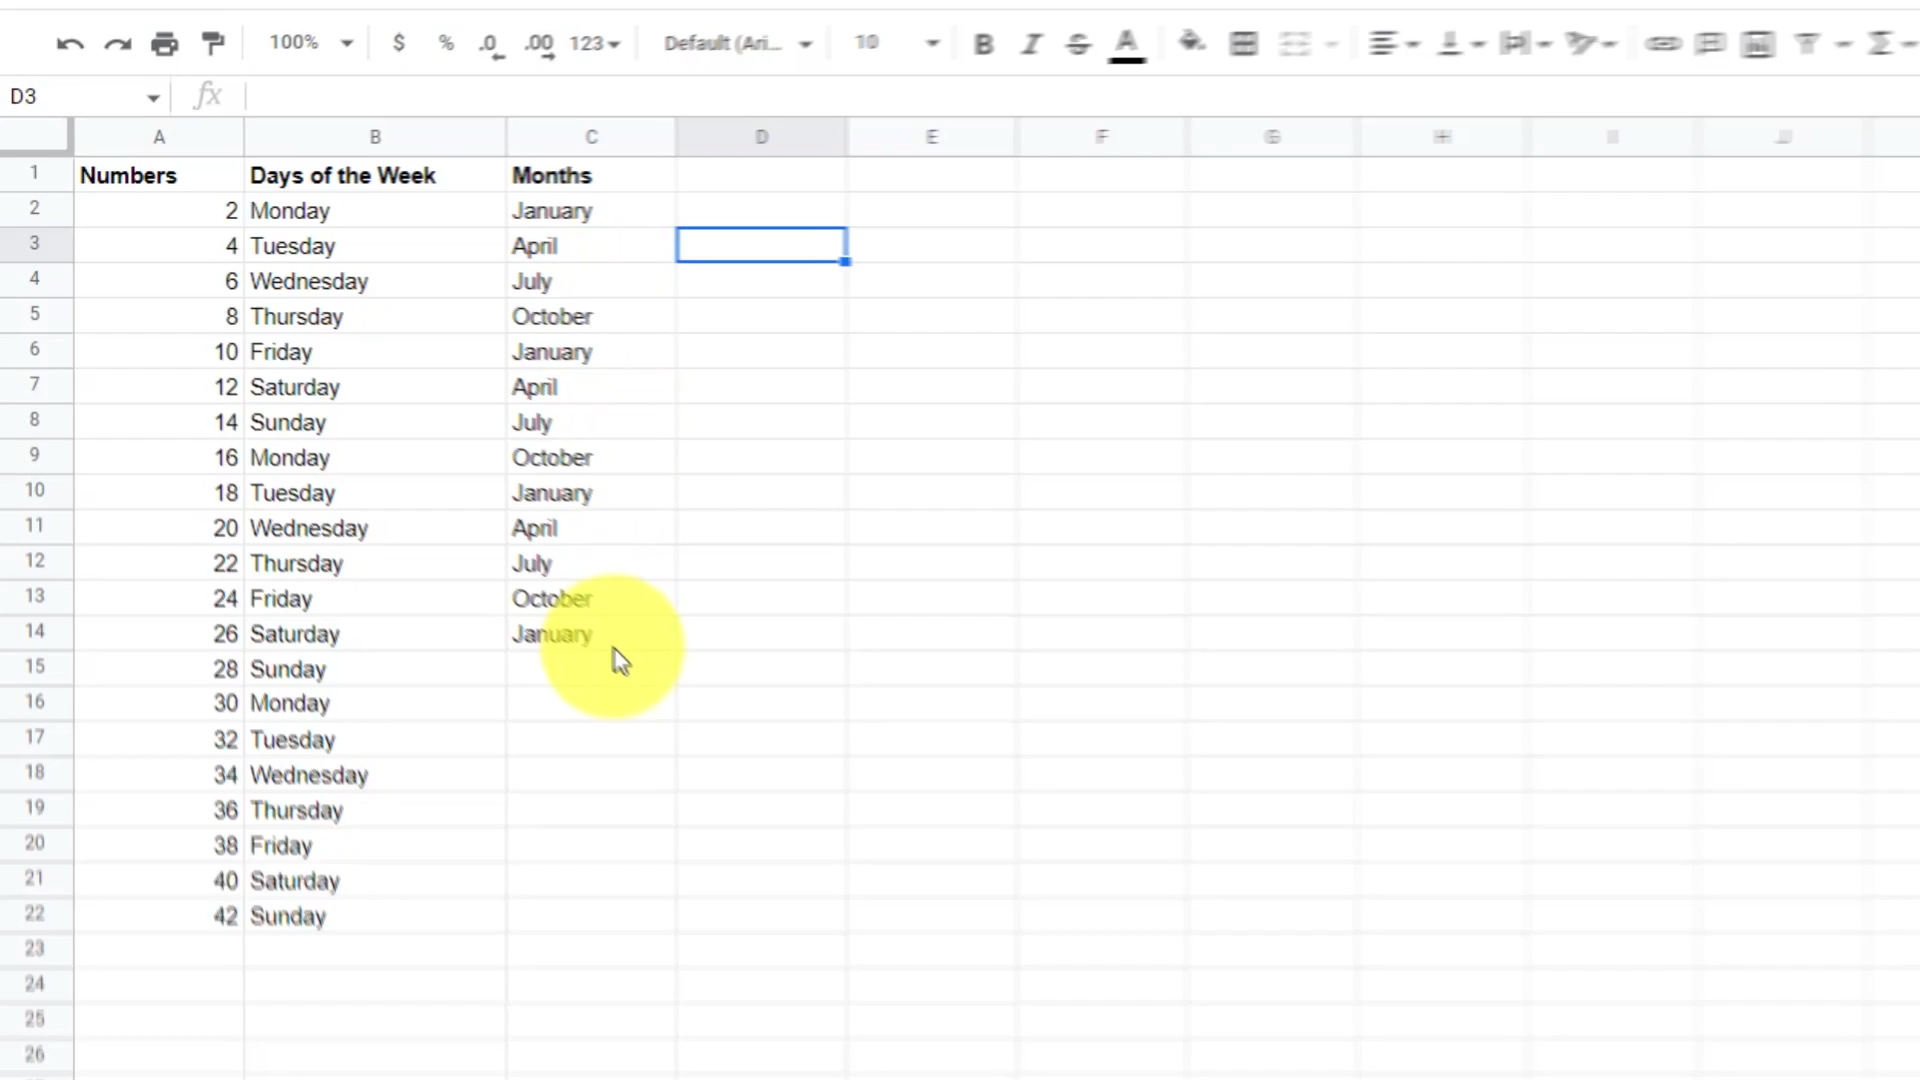 100% $ % .0 .00 123 Default (Ari... 10 B I S A
D3 fx
A B C D E F G H I J
1 Numbers Days of the Week Months
2 2 Monday January
3 4 Tuesday April
4 6 Wednesday July
5 8 Thursday October
6 10 Friday January
7 12 Saturday April
8 14 Sunday July
9 16 Monday October
10 18 Tuesday January
11 20 Wednesday April
12 22 Thursday July
13 24 Friday October
14 26 Saturday January
15 28 Sunday
16 30 Monday
17 32 Tuesday
18 34 Wednesday
19 36 Thursday
20 38 Friday
21 40 Saturday
22 42 Sunday
23
24
25
26